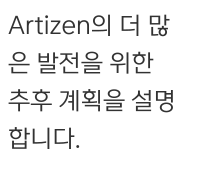 Artizen의 더 많
은 발전을 위한
추후 계획을 설명
합니다.